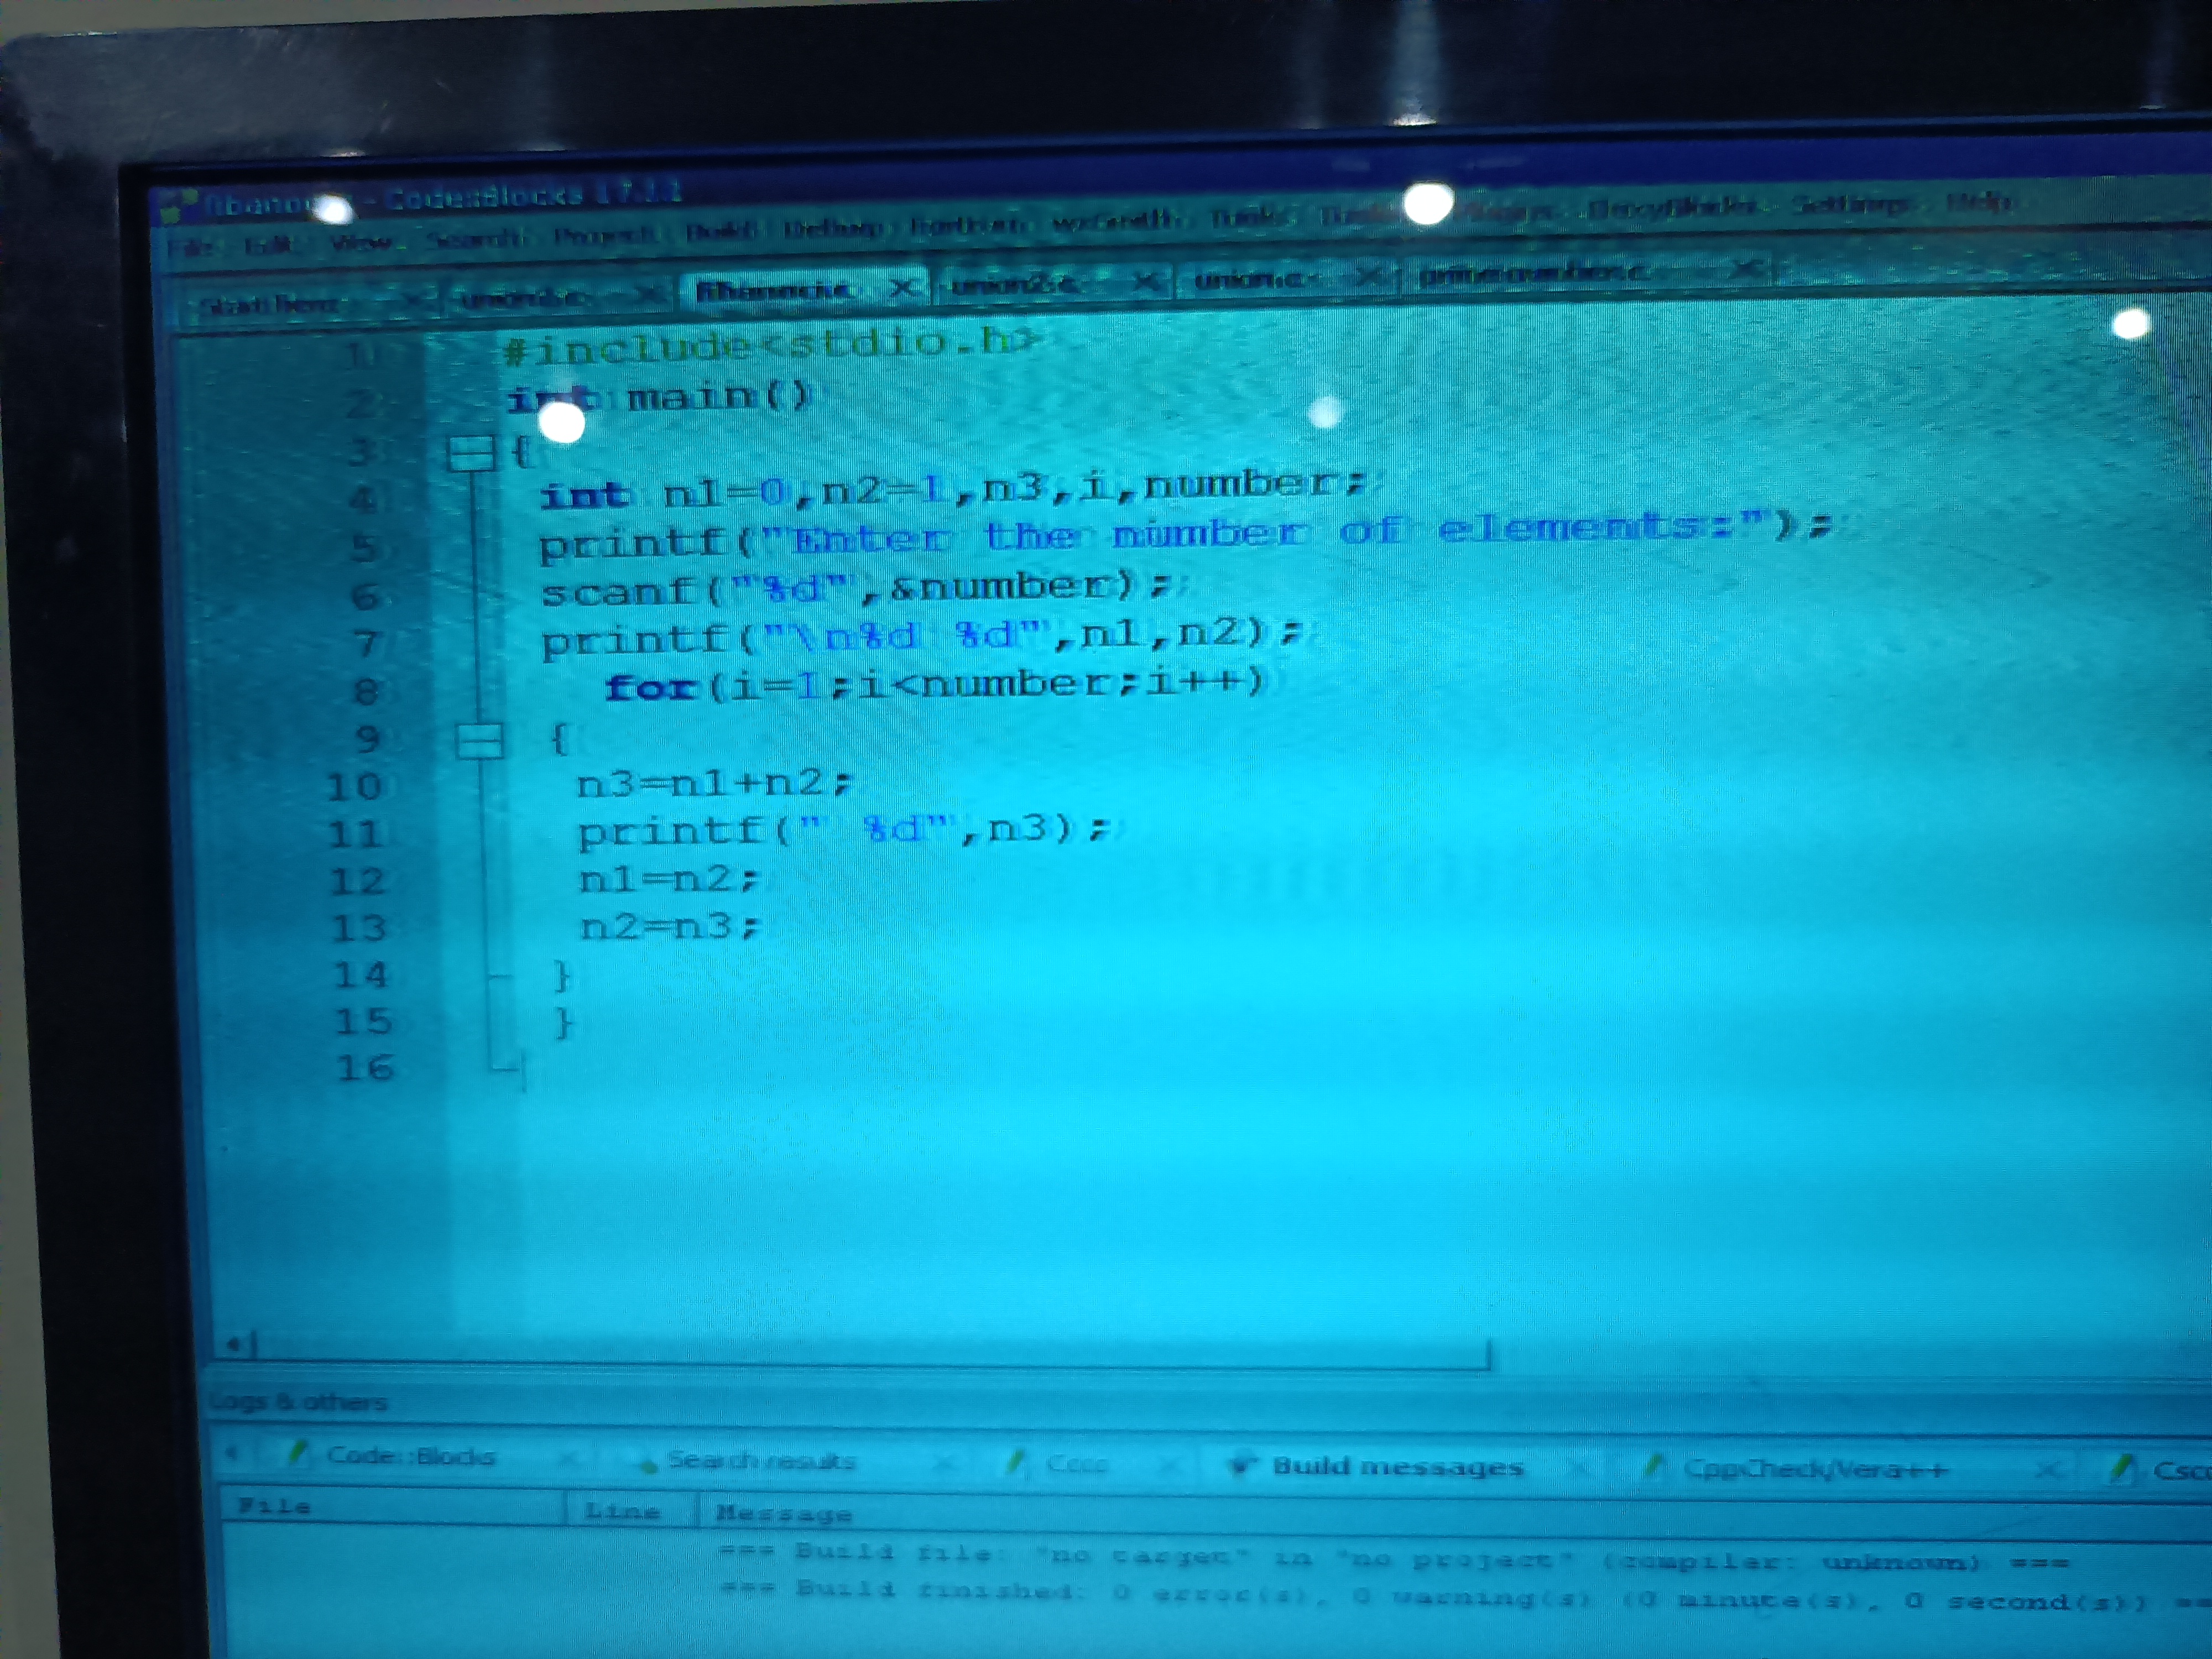 - Code::Blocks 17.12
File Edit View Search Project Build Debug Fortran wxSmith Tools DoxyBlocks Settings Help
Start here union3.c fibanoci.c union2.c union.c primenumber.c
1 #include<stdio.h>
2 int main()
3 {
4 int n1=0,n2=1,n3,i,number;
5 printf("Enter the number of elements:");
6 scanf("%d",&number);
7 printf("\n%d %d",n1,n2);
8 for(i=1;i<number;i++)
9 {
10 n3=n1+n2;
11 printf(" %d",n3);
12 n1=n2;
13 n2=n3;
14 }
15 }
16
Logs & others
Code::Blocks Search results Cccc Build messages CppCheck/Vera++ Csco
File Line Message
=== Build file: "no target" in "no project" (compiler: unknown) ===
=== Build finished: 0 error(s), 0 warning(s) (0 minute(s), 0 second(s)) ==